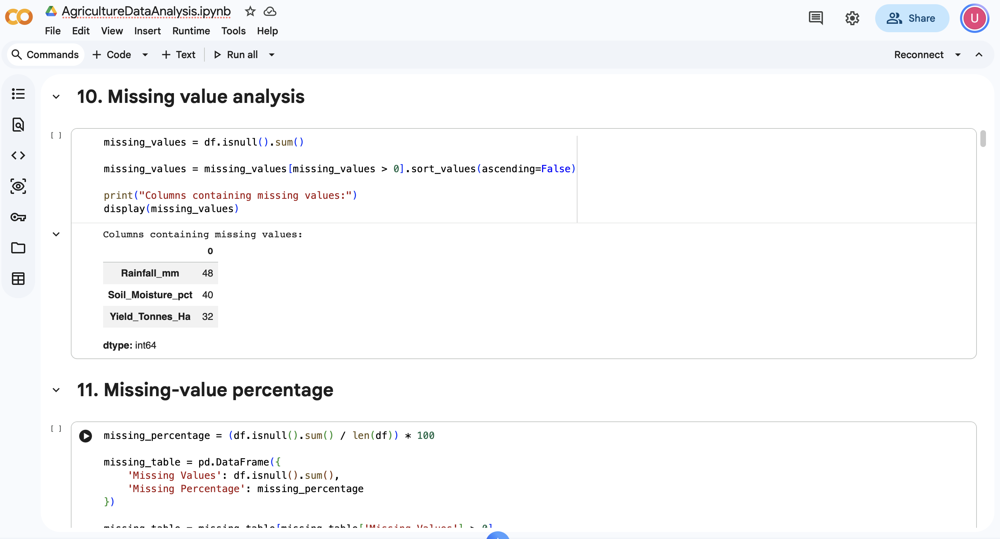 AgricultureDataAnalysis.ipynb
File Edit View Insert Runtime Tools Help
Share
U
Commands + Code + Text Run all
Reconnect
10. Missing value analysis
[ ]
missing_values = df.isnull().sum()
missing_values = missing_values[missing_values > 0].sort_values(ascending=False)
print("Columns containing missing values:")
display(missing_values)
Columns containing missing values:
0
Rainfall_mm 48
Soil_Moisture_pct 40
Yield_Tonnes_Ha 32
dtype: int64
11. Missing-value percentage
[ ]
missing_percentage = (df.isnull().sum() / len(df)) * 100
missing_table = pd.DataFrame({
    'Missing Values': df.isnull().sum(),
    'Missing Percentage': missing_percentage
})
missing_table = missing_table[missing_table['Missing Values'] > 0]